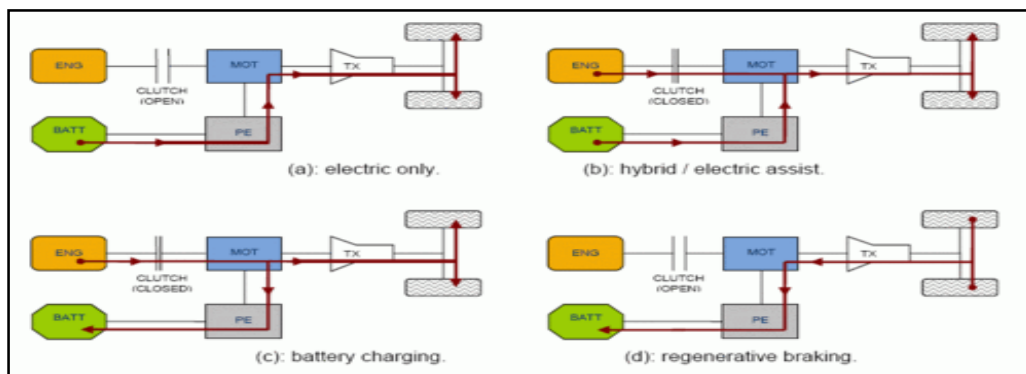 ENG
MOT
TX
CLUTCH
(OPEN)
BATT
PE
(a): electric only.
ENG
MOT
TX
CLUTCH
(CLOSED)
BATT
PE
(b): hybrid / electric assist.
ENG
MOT
TX
CLUTCH
(CLOSED)
BATT
PE
(c): battery charging.
ENG
MOT
TX
CLUTCH
(OPEN)
BATT
PE
(d): regenerative braking.